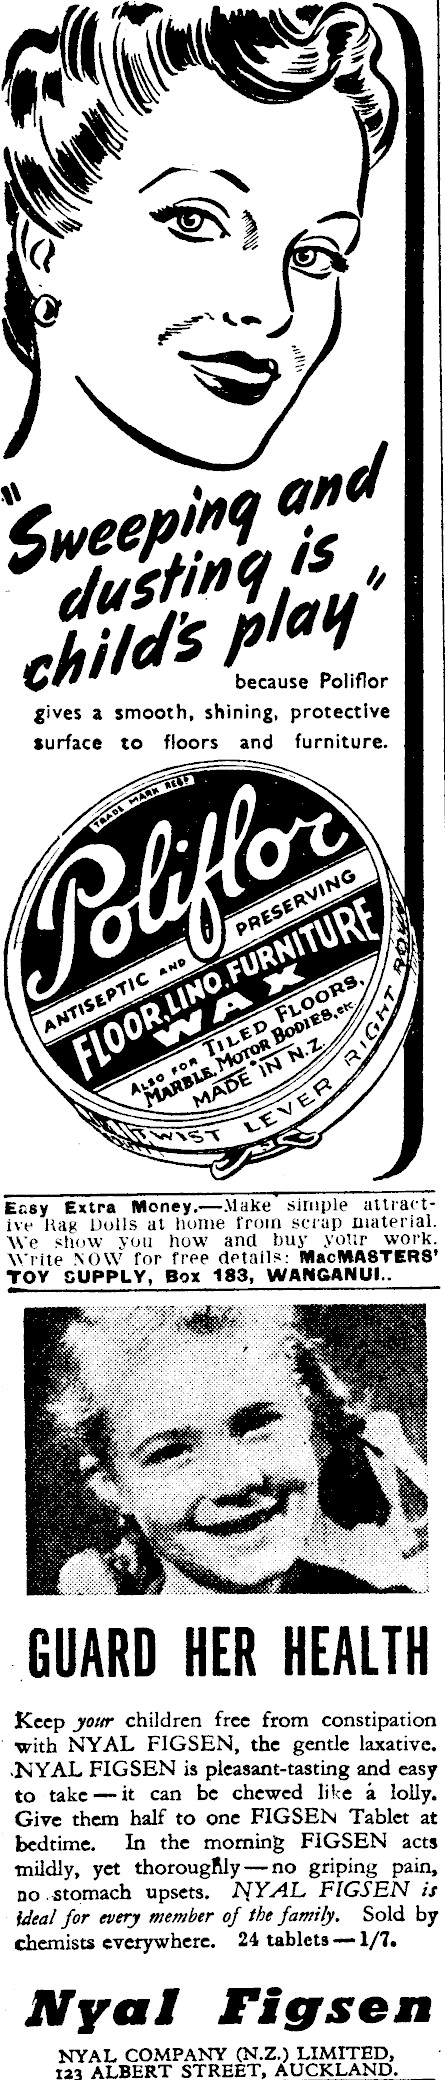 "Sweeping and
dusting is
child's play"
because Poliflor
gives a smooth, shining, protective
surface to floors and furniture.
TRADE MARK REGD
Poliflor
ANTISEPTIC AND PRESERVING
FLOOR, LINO, FURNITURE
WAX
ALSO FOR TILED FLOORS,
MARBLE, MOTOR BODIES, etc.
MADE IN N.Z.
TWIST LEVER RIGHT ROUND
Easy Extra Money.—Make simple attract-
ive Rag Dolls at home from scrap material.
We show you how and buy your work.
Write NOW for free details: MacMASTERS'
TOY SUPPLY, Box 183, WANGANUI..
GUARD HER HEALTH
Keep your children free from constipation
with NYAL FIGSEN, the gentle laxative.
NYAL FIGSEN is pleasant-tasting and easy
to take — it can be chewed like a lolly.
Give them half to one FIGSEN Tablet at
bedtime. In the morning FIGSEN acts
mildly, yet thoroughly — no griping pain,
no stomach upsets. NYAL FIGSEN is
ideal for every member of the family. Sold by
chemists everywhere. 24 tablets — 1/7.
Nyal Figsen
NYAL COMPANY (N.Z.) LIMITED,
123 ALBERT STREET, AUCKLAND.